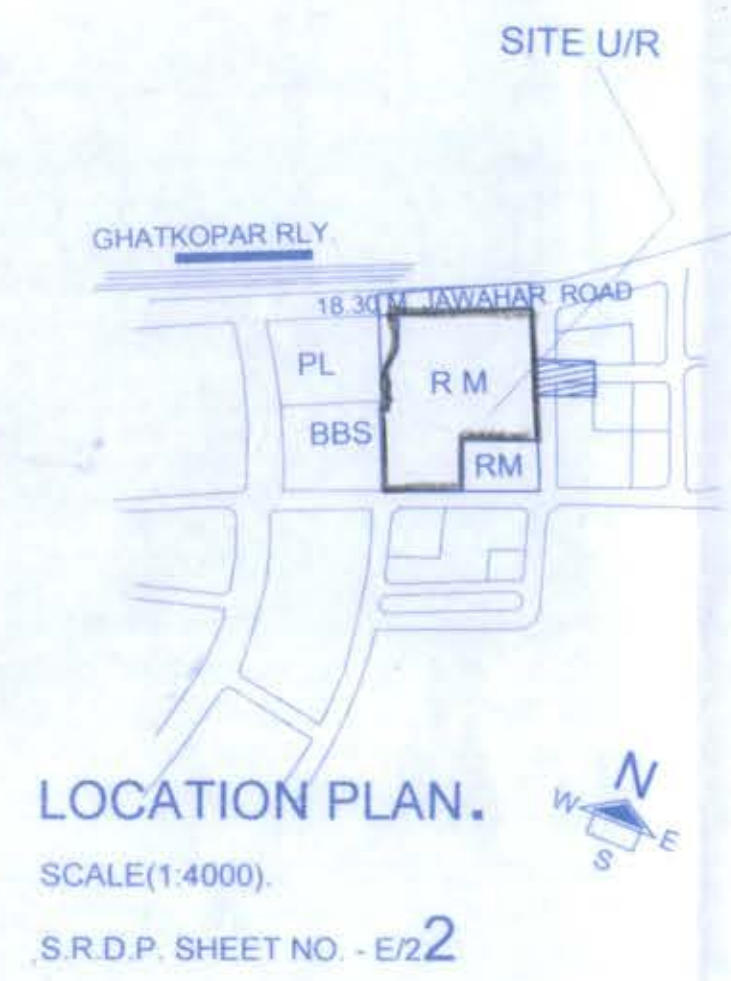 SITE U/R
GHATKOPAR RLY.
18.30 M. JAWAHAR ROAD
PL
R M
BBS
RM
N
W
E
S
LOCATION PLAN.
SCALE(1:4000).
S.R.D.P. SHEET NO. - E/22